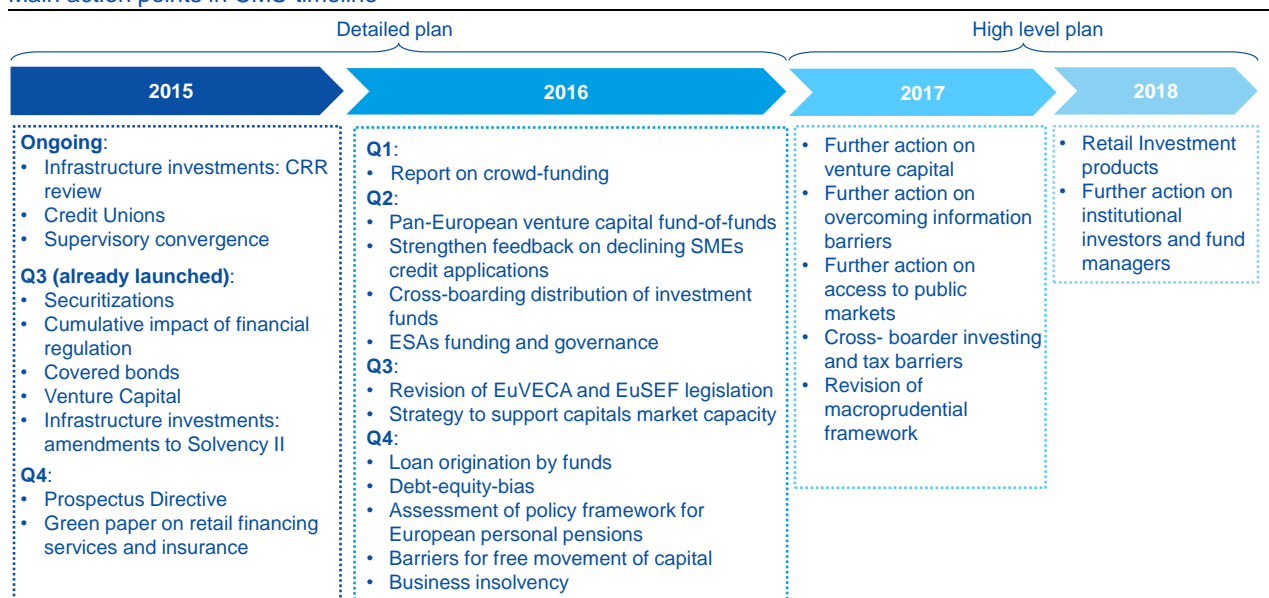 Main action points in CMU timeline
Detailed plan
High level plan
2015
2016
2017
2018
Ongoing:
• Infrastructure investments: CRR
review
• Credit Unions
• Supervisory convergence
Q3 (already launched):
• Securitizations
• Cumulative impact of financial
regulation
• Covered bonds
• Venture Capital
• Infrastructure investments:
amendments to Solvency II
Q4:
• Prospectus Directive
• Green paper on retail financing
services and insurance
Q1:
• Report on crowd-funding
Q2:
• Pan-European venture capital fund-of-funds
• Strengthen feedback on declining SMEs
credit applications
• Cross-boarding distribution of investment
funds
• ESAs funding and governance
Q3:
• Revision of EuVECA and EuSEF legislation
• Strategy to support capitals market capacity
Q4:
• Loan origination by funds
• Debt-equity-bias
• Assessment of policy framework for
European personal pensions
• Barriers for free movement of capital
• Business insolvency
• Further action on
venture capital
• Further action on
overcoming information
barriers
• Further action on
access to public
markets
• Cross- boarder investing
and tax barriers
• Revision of
macroprudential
framework
• Retail Investment
products
• Further action on
institutional
investors and fund
managers